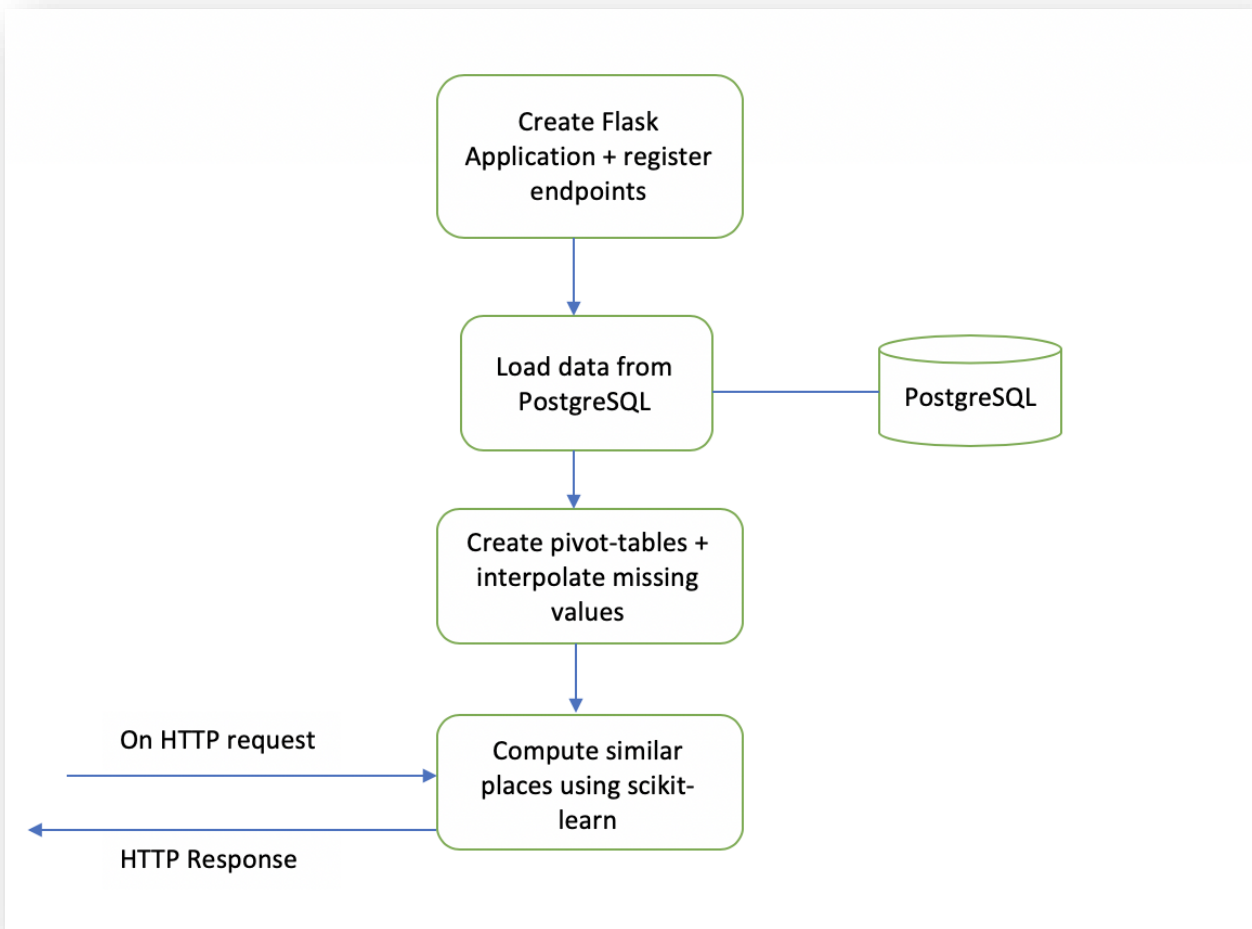 Create Flask
Application + register
endpoints
Load data from
PostgreSQL
PostgreSQL
Create pivot-tables +
interpolate missing
values
On HTTP request
Compute similar
places using scikit-
learn
HTTP Response